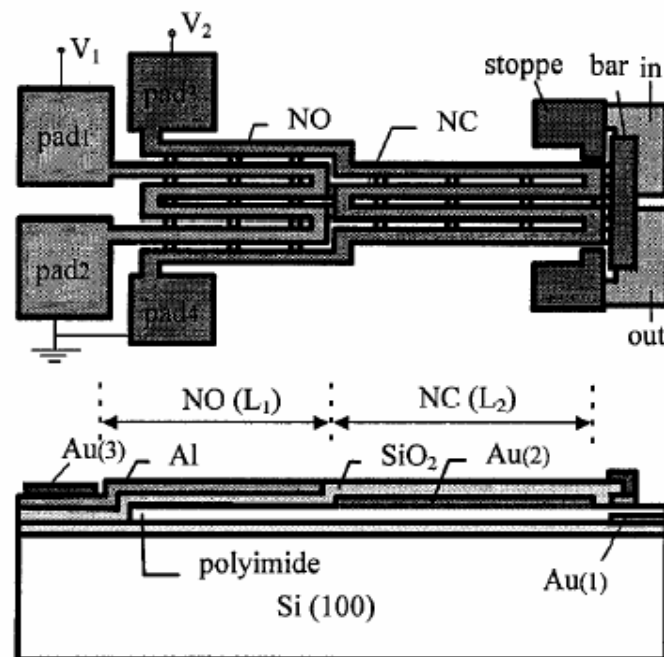 V1
V2
stoppe
bar
in
pad3
NO
NC
pad1
pad2
pad4
out
NO (L1)
NC (L2)
Au(3)
Al
SiO2
Au(2)
polyimide
Au(1)
Si (100)